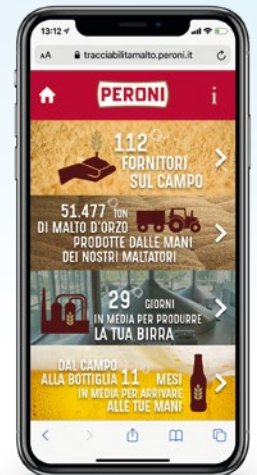 13:12
AA tracciabilitamalto.peroni.it
PERONI i
112
FORNITORI
SUL CAMPO
51.477 TON
DI MALTO D'ORZO
PRODOTTE DALLE MANI
DEI NOSTRI MALTATORI
29 GIORNI
IN MEDIA PER PRODURRE
LA TUA BIRRA
DAL CAMPO
ALLA BOTTIGLIA 11 MESI
IN MEDIA PER ARRIVARE
ALLE TUE MANI